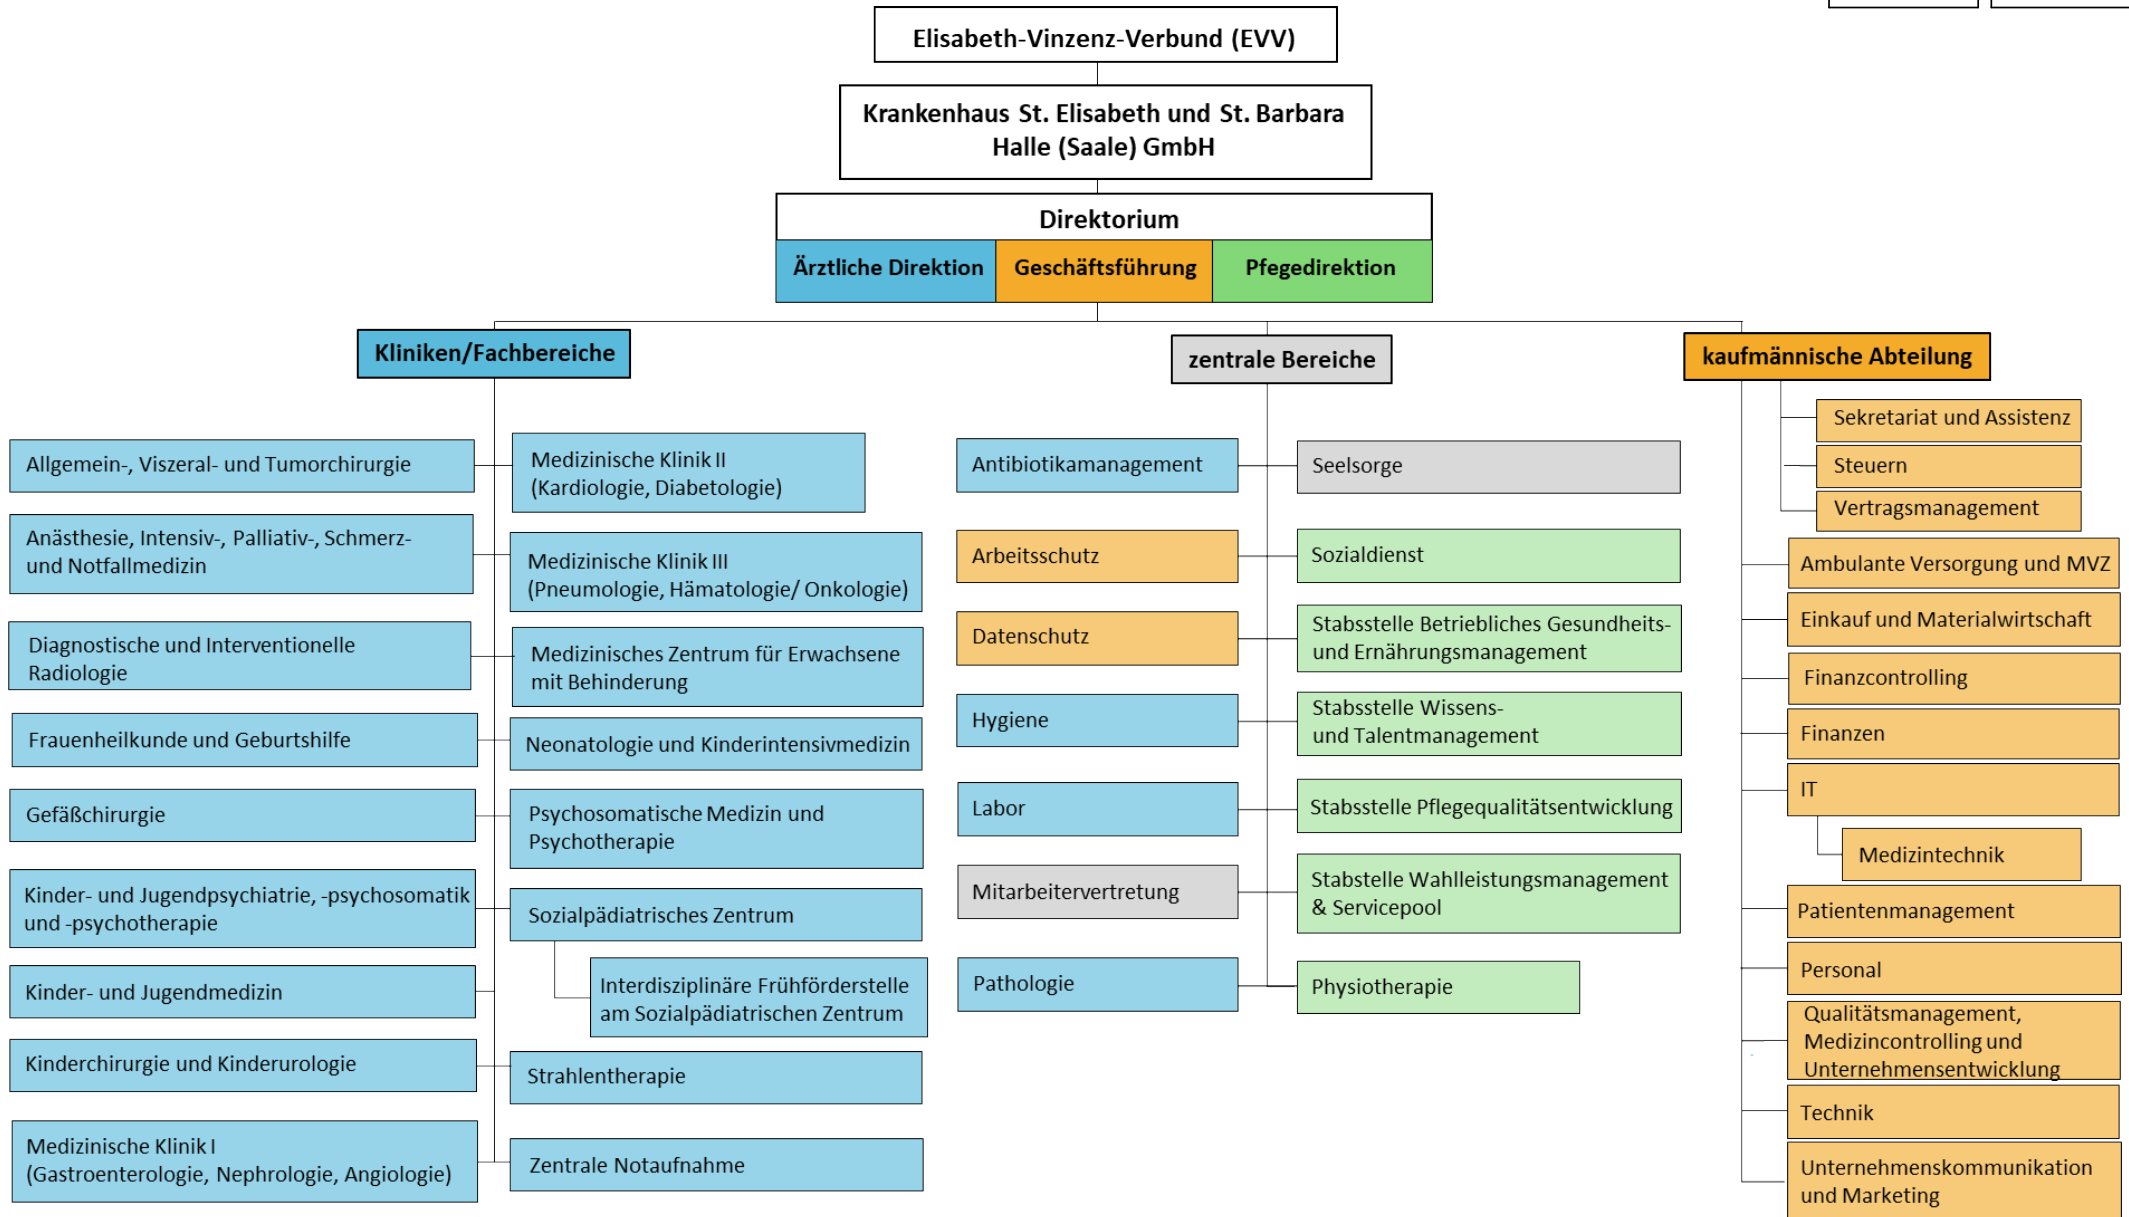 Elisabeth-Vinzenz-Verbund (EVV)
Krankenhaus St. Elisabeth und St. Barbara
Halle (Saale) GmbH
Direktorium
Ärztliche Direktion
Geschäftsführung
Pfegedirektion
Kliniken/Fachbereiche
Allgemein-, Viszeral- und Tumorchirurgie
Anästhesie, Intensiv-, Palliativ-, Schmerz-
und Notfallmedizin
Diagnostische und Interventionelle
Radiologie
Frauenheilkunde und Geburtshilfe
Gefäßchirurgie
Kinder- und Jugendpsychiatrie, -psychosomatik
und -psychotherapie
Kinder- und Jugendmedizin
Kinderchirurgie und Kinderurologie
Medizinische Klinik I
(Gastroenterologie, Nephrologie, Angiologie)
Medizinische Klinik II
(Kardiologie, Diabetologie)
Medizinische Klinik III
(Pneumologie, Hämatologie/ Onkologie)
Medizinisches Zentrum für Erwachsene
mit Behinderung
Neonatologie und Kinderintensivmedizin
Psychosomatische Medizin und
Psychotherapie
Sozialpädiatrisches Zentrum
Interdisziplinäre Frühförderstelle
am Sozialpädiatrischen Zentrum
Strahlentherapie
Zentrale Notaufnahme
zentrale Bereiche
Antibiotikamanagement
Arbeitsschutz
Datenschutz
Hygiene
Labor
Mitarbeitervertretung
Pathologie
Seelsorge
Sozialdienst
Stabsstelle Betriebliches Gesundheits-
und Ernährungsmanagement
Stabsstelle Wissens-
und Talentmanagement
Stabsstelle Pflegequalitätsentwicklung
Stabstelle Wahlleistungsmanagement
& Servicepool
Physiotherapie
kaufmännische Abteilung
Sekretariat und Assistenz
Steuern
Vertragsmanagement
Ambulante Versorgung und MVZ
Einkauf und Materialwirtschaft
Finanzcontrolling
Finanzen
IT
Medizintechnik
Patientenmanagement
Personal
Qualitätsmanagement,
Medizincontrolling und
Unternehmensentwicklung
Technik
Unternehmenskommunikation
und Marketing